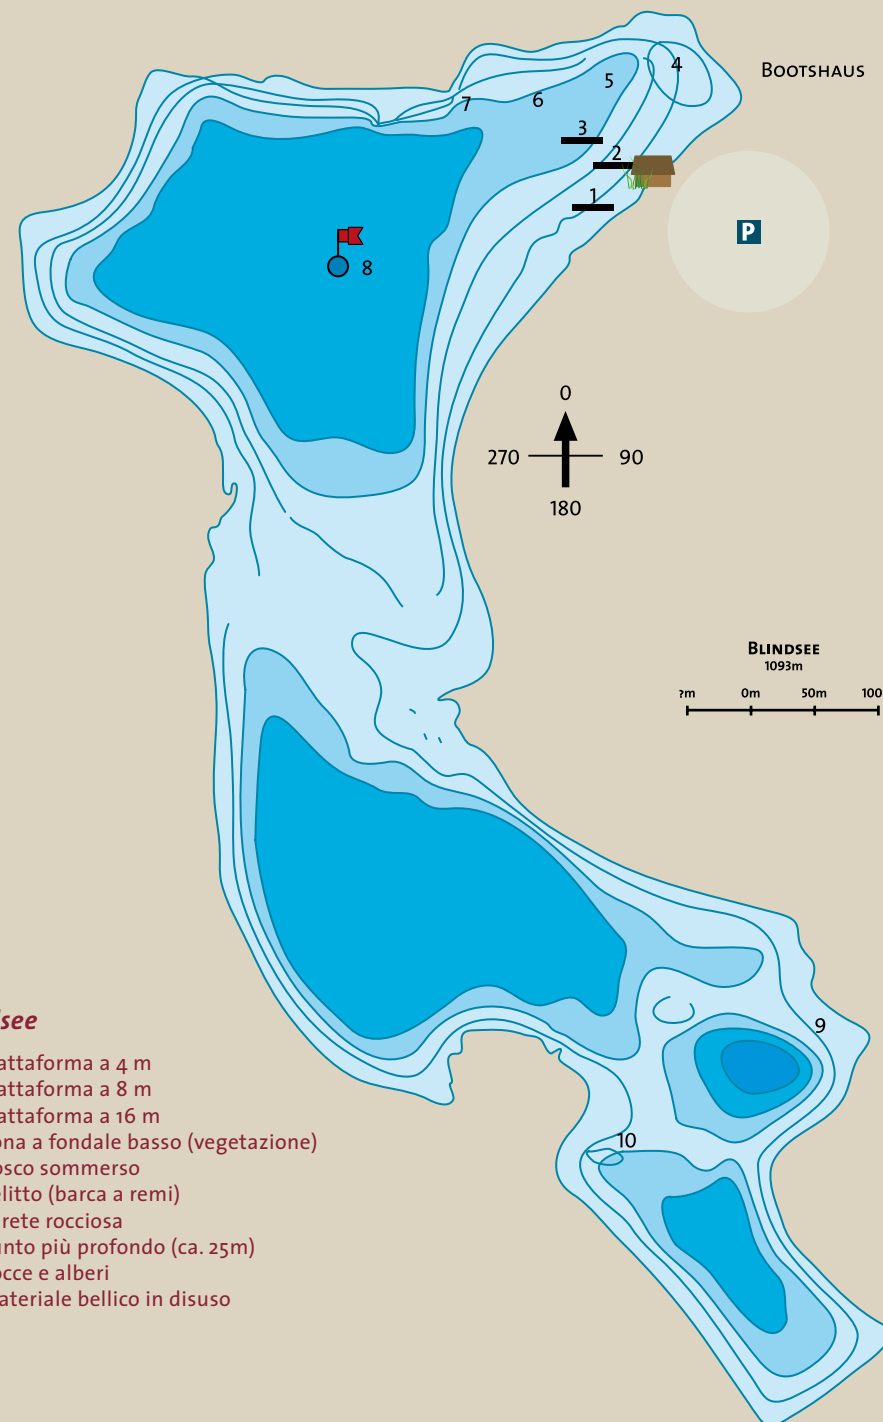 BOOTSHAUS
4
5
6
7
3
2
1
P
8
0
270
90
180
BLINDSEE
1093m
?m 0m 50m 100
9
10
dsee
attaforma a 4 m
attaforma a 8 m
attaforma a 16 m
ona a fondale basso (vegetazione)
osco sommerso
elitto (barca a remi)
rete rocciosa
unto più profondo (ca. 25m)
occe e alberi
ateriale bellico in disuso